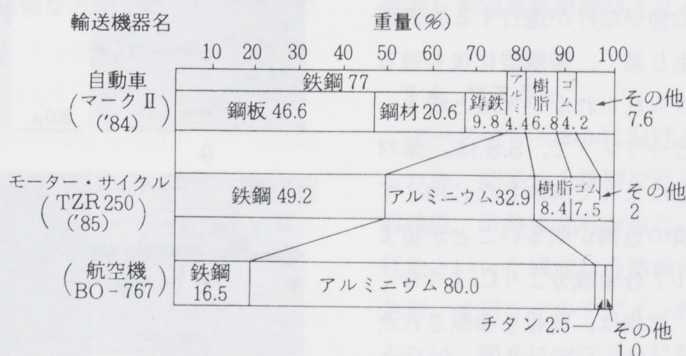 輸送機器名 重量(%)
10 20 30 40 50 60 70 80 90 100
自動車
(マークⅡ)
('84)
鉄鋼 77
鋼板 46.6 鋼材 20.6 鋳鉄 9.8
アルミ 4.4 樹脂 6.8 ゴム 4.2
その他
7.6
モーター・サイクル
(TZR 250)
('85)
鉄鋼 49.2 アルミニウム 32.9 樹脂 8.4 ゴム 7.5
その他
2
(航空機
BO-767)
鉄鋼
16.5
アルミニウム 80.0
チタン 2.5
その他
1.0